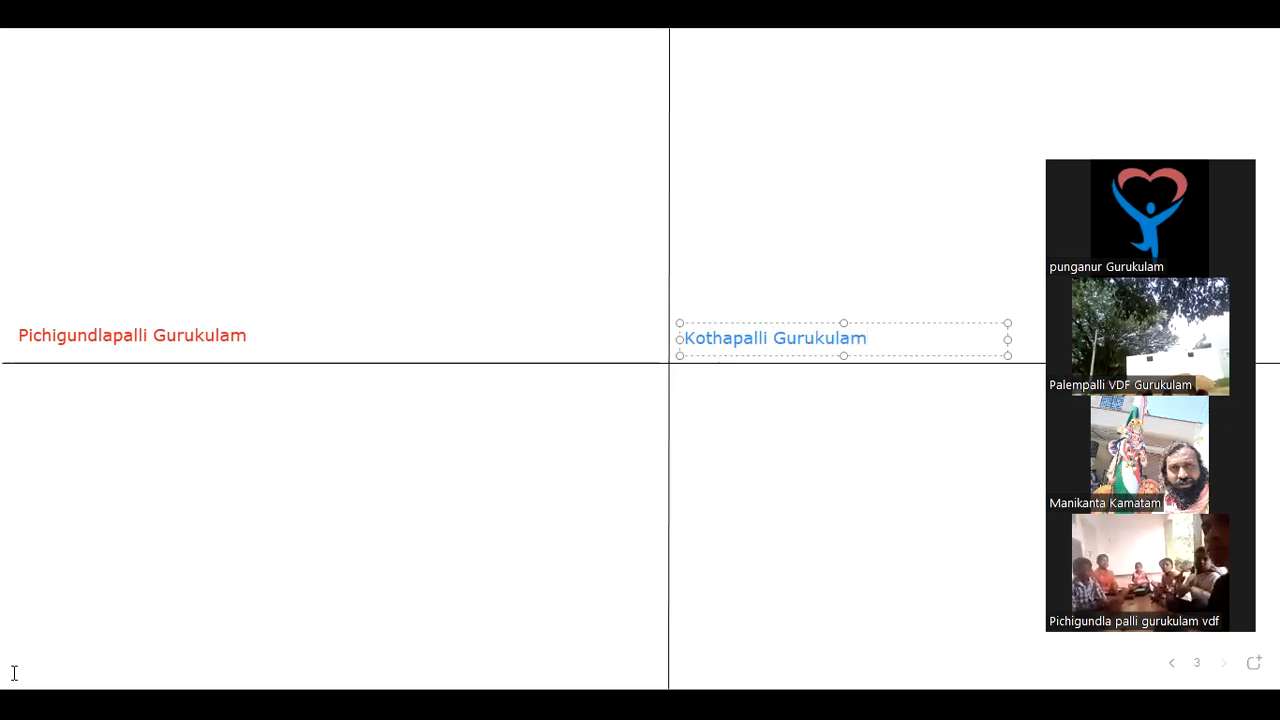 Pichigundlapalli Gurukulam
Kothapalli Gurukulam
punganur Gurukulam
Palempalli VDF Gurukulam
Manikanta Kamatam
Pichigundla palli gurukulam vdf
3